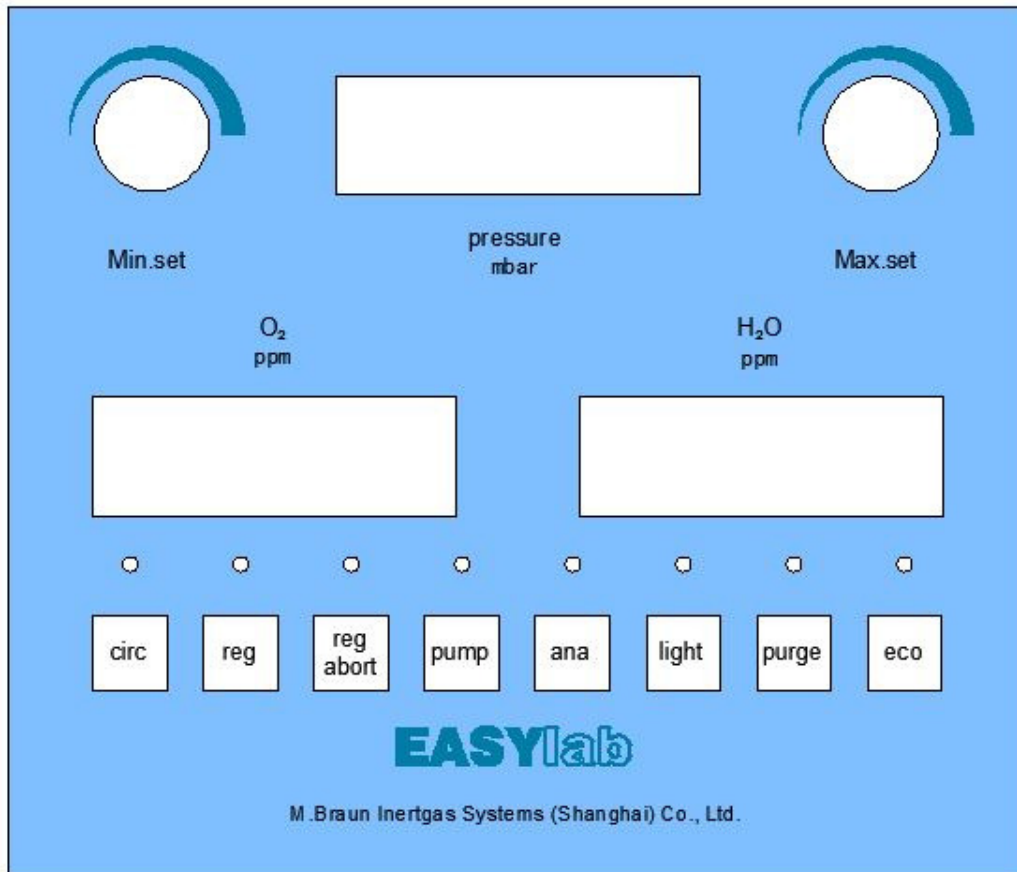 pressure
mbar
Min.set
Max.set
O₂
ppm
H₂O
ppm
circ
reg
reg
abort
pump
ana
light
purge
eco
EASYlab
M.Braun Inertgas Systems (Shanghai) Co., Ltd.